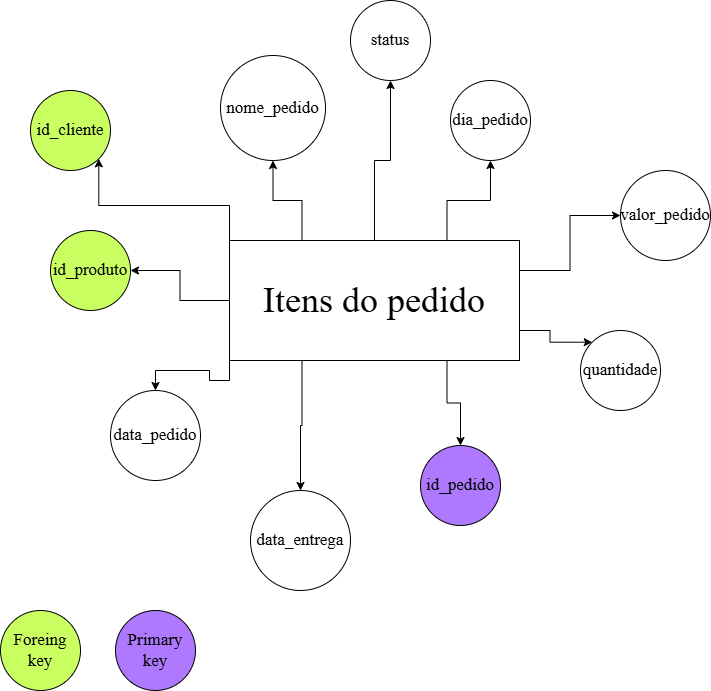 status
nome_pedido
dia_pedido
id_cliente
valor_pedido
id_produto
Itens do pedido
quantidade
data_pedido
id_pedido
data_entrega
Foreing
key
Primary
key